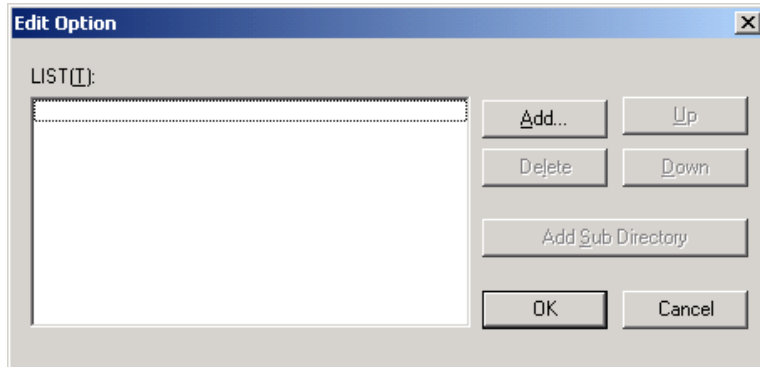 Edit Option
LIST(T):
Add...
Up
Delete
Down
Add Sub Directory
OK
Cancel